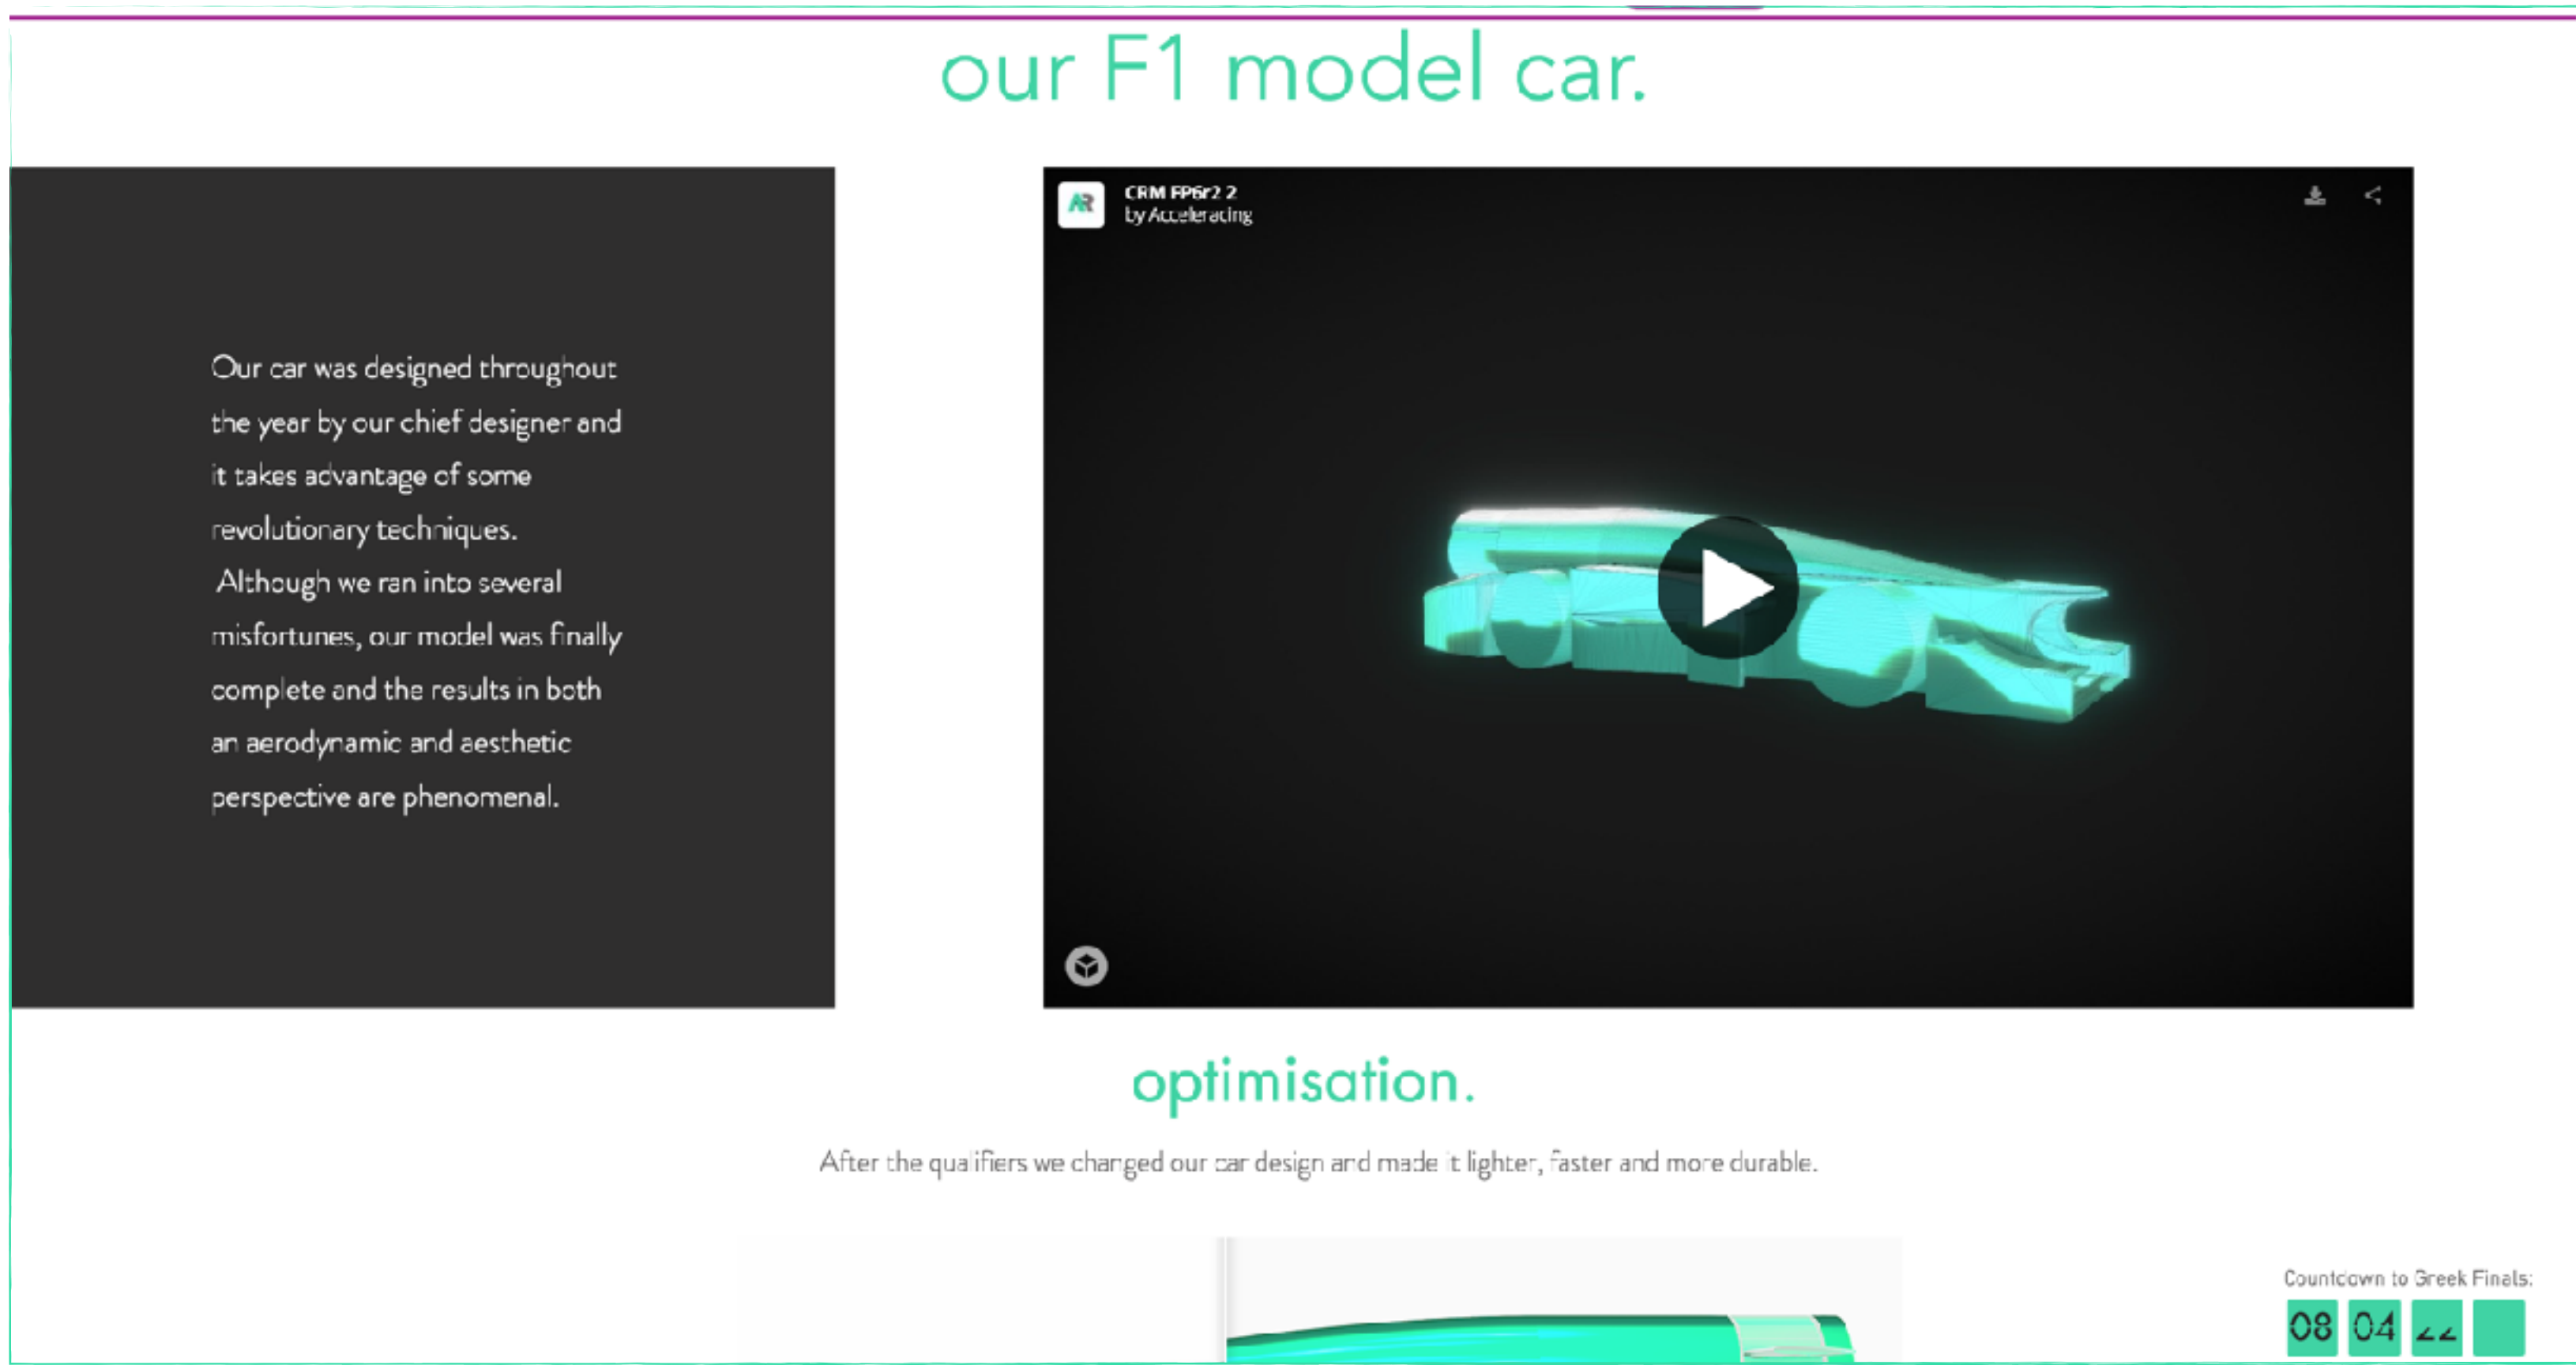 our F1 model car.
Our car was designed throughout
the year by our chief designer and
it takes advantage of some
revolutionary techniques.
Although we ran into several
misfortunes, our model was finally
complete and the results in both
an aerodynamic and aesthetic
perspective are phenomenal.
AR
CRM FP6r2 2
by Acceleracing
optimisation.
After the qualifiers we changed our car design and made it lighter, faster and more durable.
Countdown to Greek Finals:
08 04